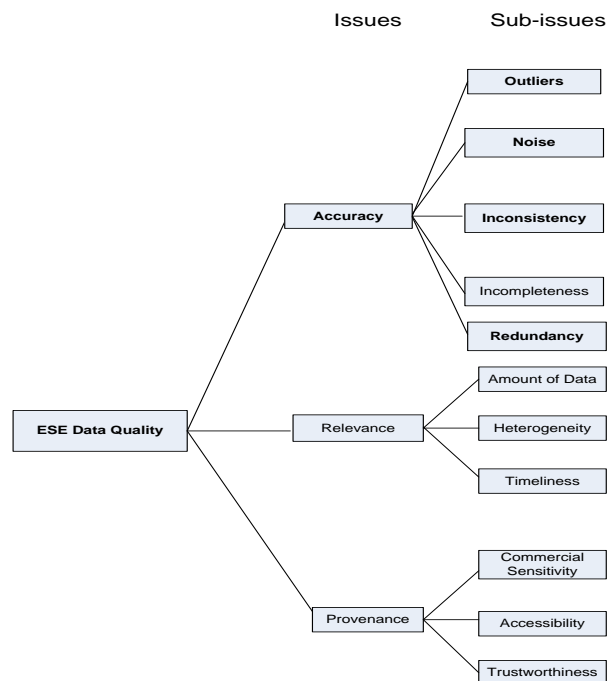 Issues
Sub-issues
Outliers
Noise
Accuracy
Inconsistency
Incompleteness
Redundancy
Amount of Data
ESE Data Quality
Relevance
Heterogeneity
Timeliness
Commercial
Sensitivity
Provenance
Accessibility
Trustworthiness